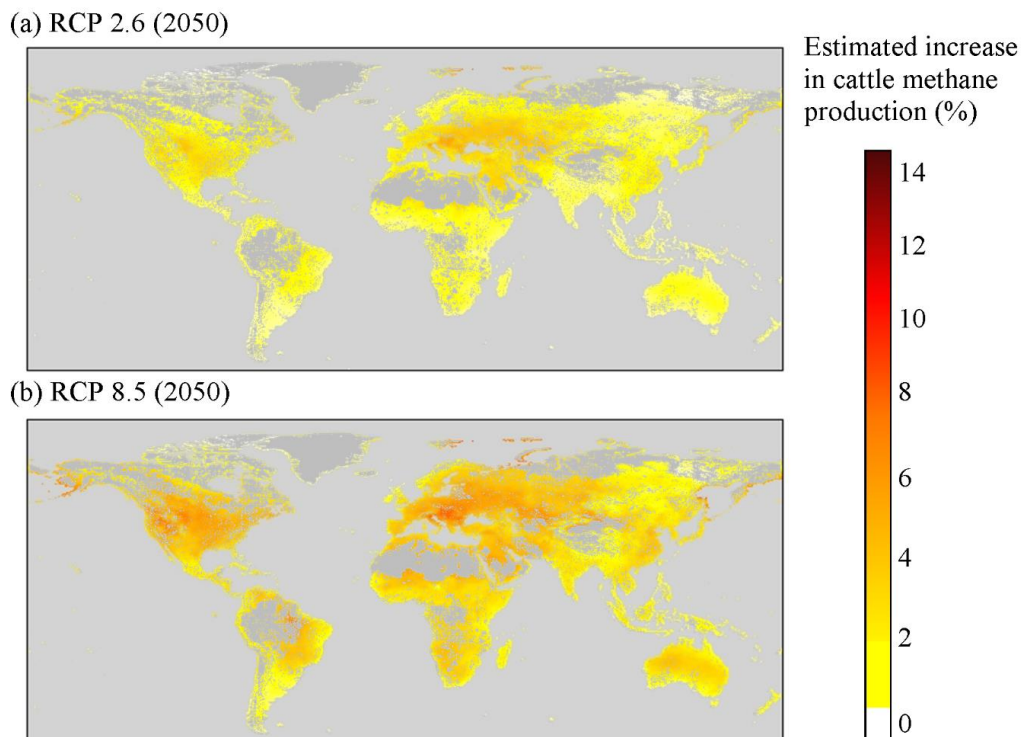 (a) RCP 2.6 (2050)
Estimated increase
in cattle methane
production (%)
14
12
10
8
6
4
2
0
(b) RCP 8.5 (2050)